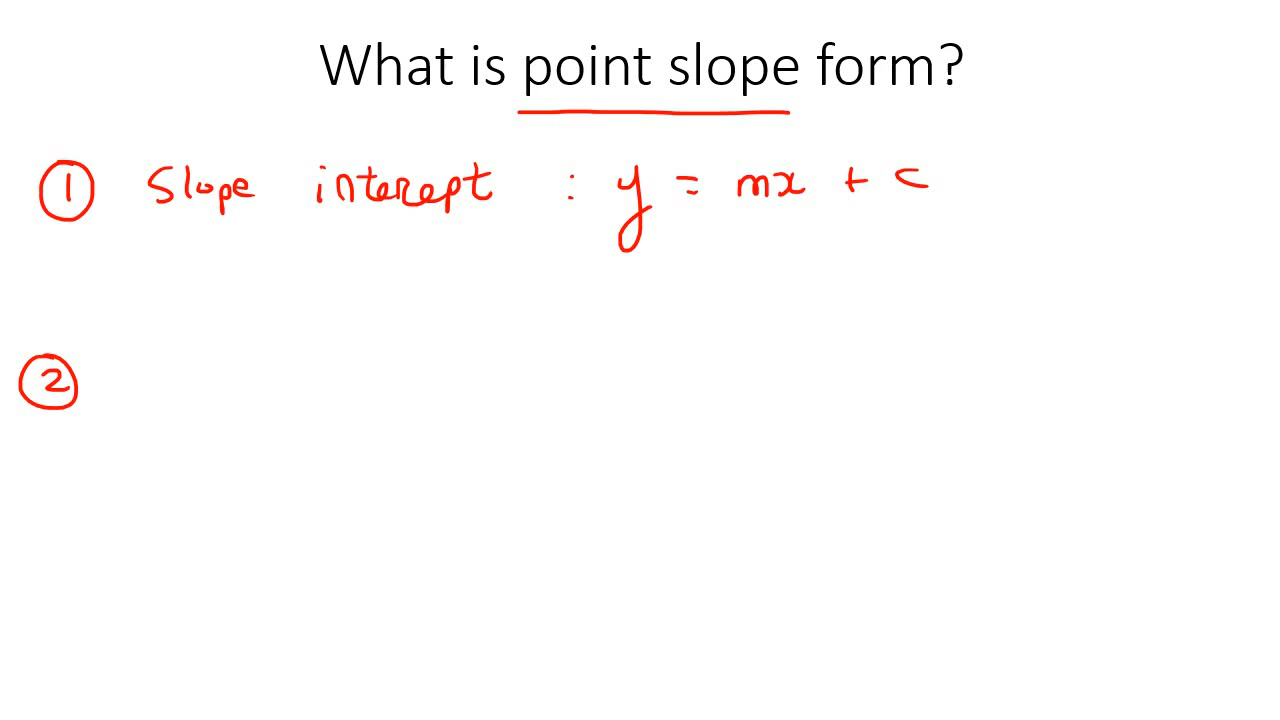 What is point slope form?
① Slope interept : y = mx + c
②